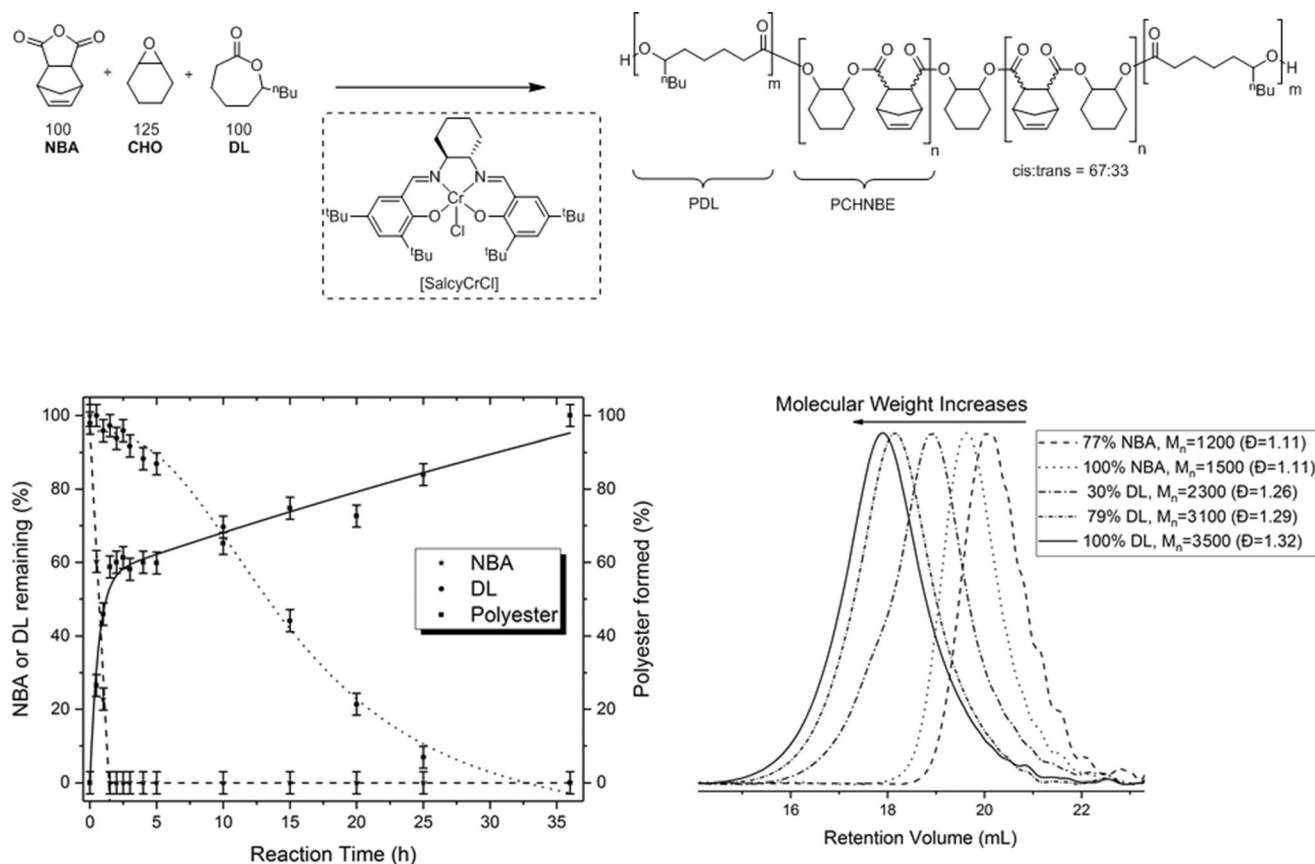 O O O
O
O
O
nBu
+
+
100
NBA
125
CHO
100
DL
N N
Cr
O O
Cl
tBu
tBu
tBu
tBu
[SalcyCrCl]
H
O
nBu
O
m
O O
O O
n
O O
O O
O O
n
O
O
H
nBu
m
cis:trans = 67:33
PDL
PCHNBE
NBA or DL remaining (%)
100
80
60
40
20
0
100
80
60
40
20
0
Polyester formed (%)
NBA
DL
Polyester
0 5 10 15 20 25 30 35
Reaction Time (h)
Molecular Weight Increases
77% NBA, Mn=1200 (Đ=1.11)
100% NBA, Mn=1500 (Đ=1.11)
30% DL, Mn=2300 (Đ=1.26)
79% DL, Mn=3100 (Đ=1.29)
100% DL, Mn=3500 (Đ=1.32)
16 18 19 20 22
Retention Volume (mL)